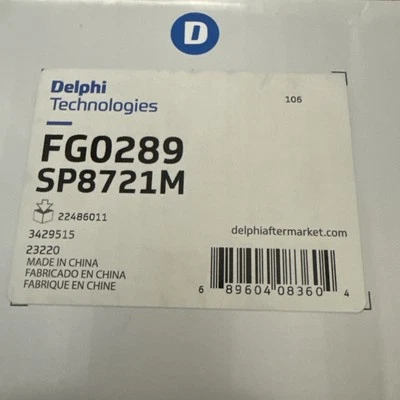 D
Delphi
Technologies
106
FG0289
SP8721M
22486011
3429515
delphiaftermarket.com
23220
MADE IN CHINA
FABRICADO EN CHINA
FABRIQUE EN CHINE
6 89604 08360 4